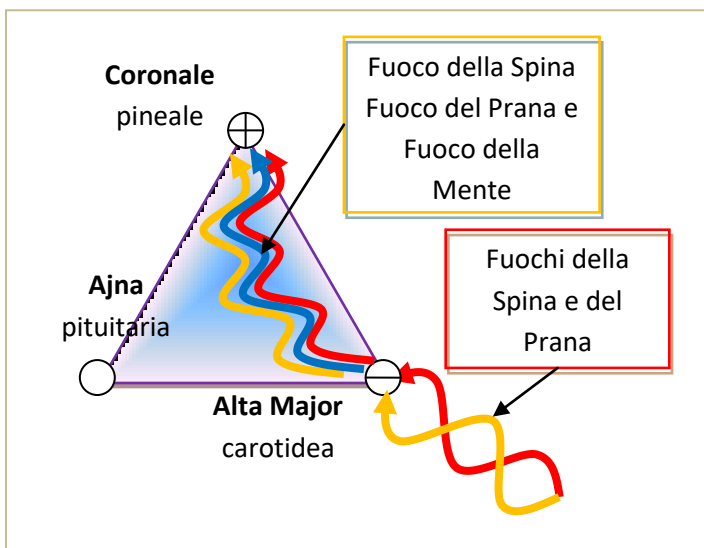 Coronale
pineale
Fuoco della Spina
Fuoco del Prana e
Fuoco della
Mente
Ajna
pituitaria
Fuochi della
Spina e del
Prana
Alta Major
carotidea